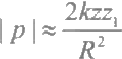 | p | ≈ 2kzz₁ / R²